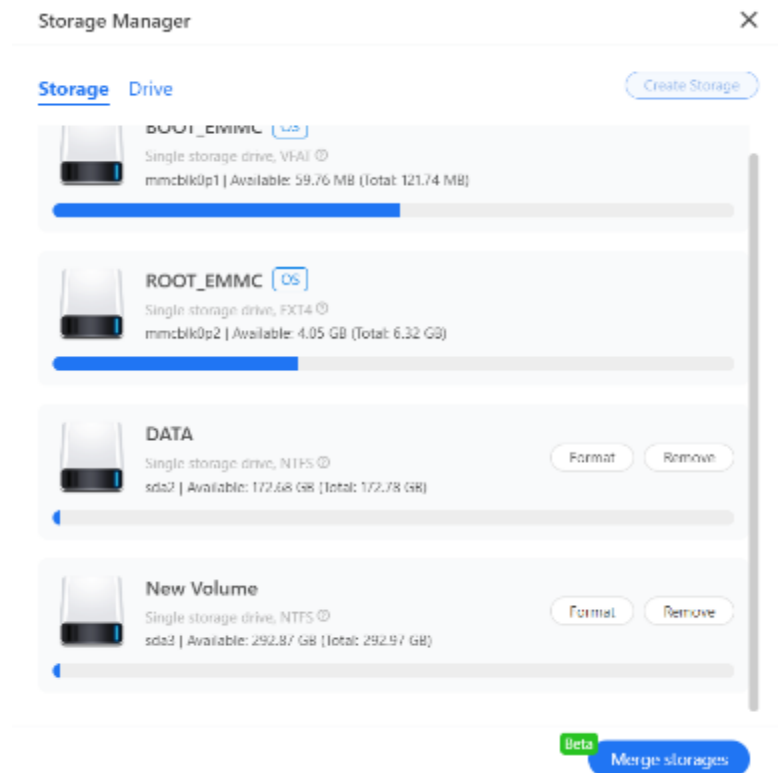 Storage Manager
Storage Drive
Create Storage
BOOT_EMMC OS
Single storage drive, VFAT
mmcblk0p1 | Available: 59.76 MB (Total: 121.74 MB)
ROOT_EMMC OS
Single storage drive, EXT4
mmcblk0p2 | Available: 4.05 GB (Total: 6.32 GB)
DATA
Format Remove
Single storage drive, NTFS
sda2 | Available: 172.68 GB (Total: 172.78 GB)
New Volume
Format Remove
Single storage drive, NTFS
sda3 | Available: 292.87 GB (Total: 292.97 GB)
Beta
Merge storages